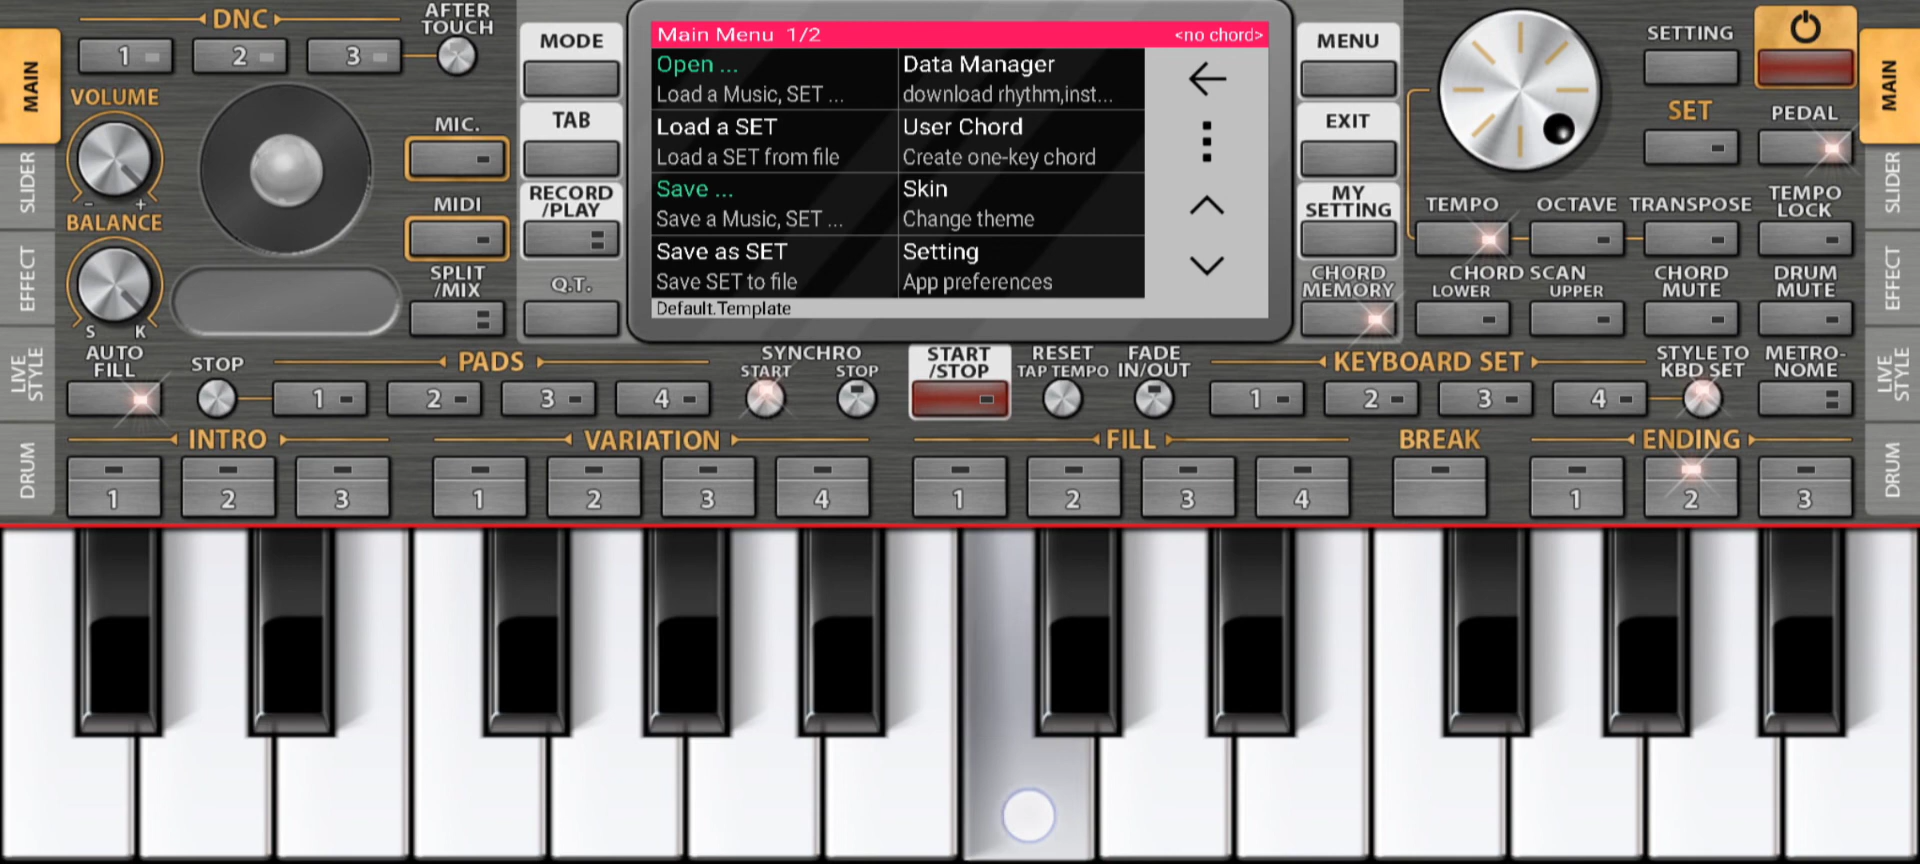 DNC
AFTER
TOUCH
1
2
3
MAIN
VOLUME
- +
BALANCE
S K
SLIDER
EFFECT
LIVE
STYLE
DRUM
MIC.
MIDI
SPLIT
/MIX
MODE
TAB
RECORD
/PLAY
Q.T.
Main Menu 1/2
<no chord>
Open ...
Load a Music, SET ...
Data Manager
download rhythm,inst...
Load a SET
Load a SET from file
User Chord
Create one-key chord
Save ...
Save a Music, SET ...
Skin
Change theme
Save as SET
Save SET to file
Setting
App preferences
Default.Template
MENU
EXIT
MY
SETTING
CHORD
MEMORY
SETTING
SET
PEDAL
TEMPO
OCTAVE
TRANSPOSE
TEMPO
LOCK
CHORD SCAN
LOWER UPPER
CHORD
MUTE
DRUM
MUTE
MAIN
SLIDER
EFFECT
LIVE
STYLE
DRUM
AUTO
FILL
STOP
PADS
1
2
3
4
SYNCHRO
START STOP
START
/STOP
RESET
TAP TEMPO
FADE
IN/OUT
KEYBOARD SET
1
2
3
4
STYLE TO
KBD SET
METRO-
NOME
INTRO
1
2
3
VARIATION
1
2
3
4
FILL
1
2
3
4
BREAK
ENDING
1
2
3